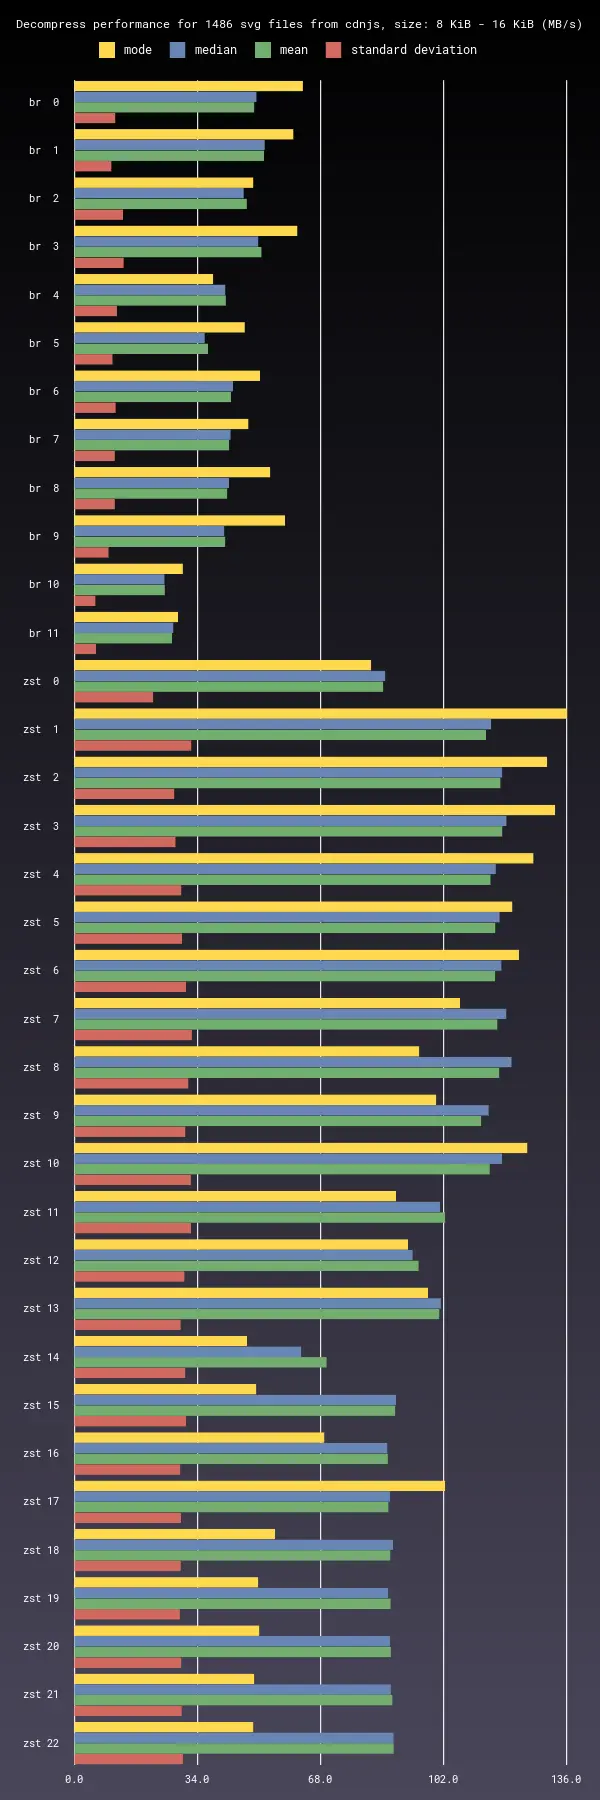 Decompress performance for 1486 svg files from cdnjs, size: 8 KiB - 16 KiB (MB/s)
mode median mean standard deviation
br 0
br 1
br 2
br 3
br 4
br 5
br 6
br 7
br 8
br 9
br 10
br 11
zst 0
zst 1
zst 2
zst 3
zst 4
zst 5
zst 6
zst 7
zst 8
zst 9
zst 10
zst 11
zst 12
zst 13
zst 14
zst 15
zst 16
zst 17
zst 18
zst 19
zst 20
zst 21
zst 22
0.0 34.0 68.0 102.0 136.0